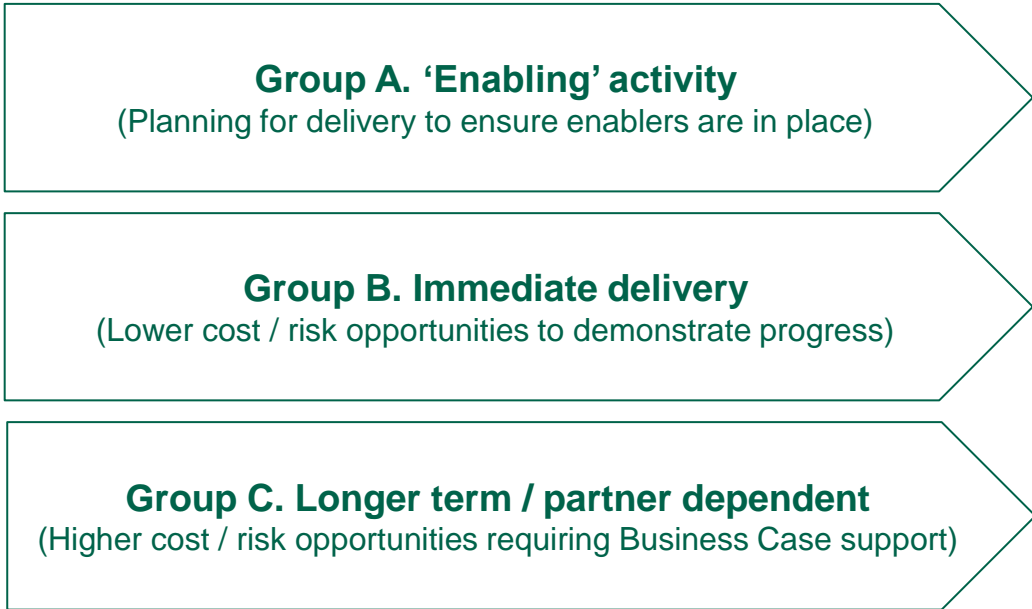 Group A. ‘Enabling’ activity
(Planning for delivery to ensure enablers are in place)
Group B. Immediate delivery
(Lower cost / risk opportunities to demonstrate progress)
Group C. Longer term / partner dependent
(Higher cost / risk opportunities requiring Business Case support)